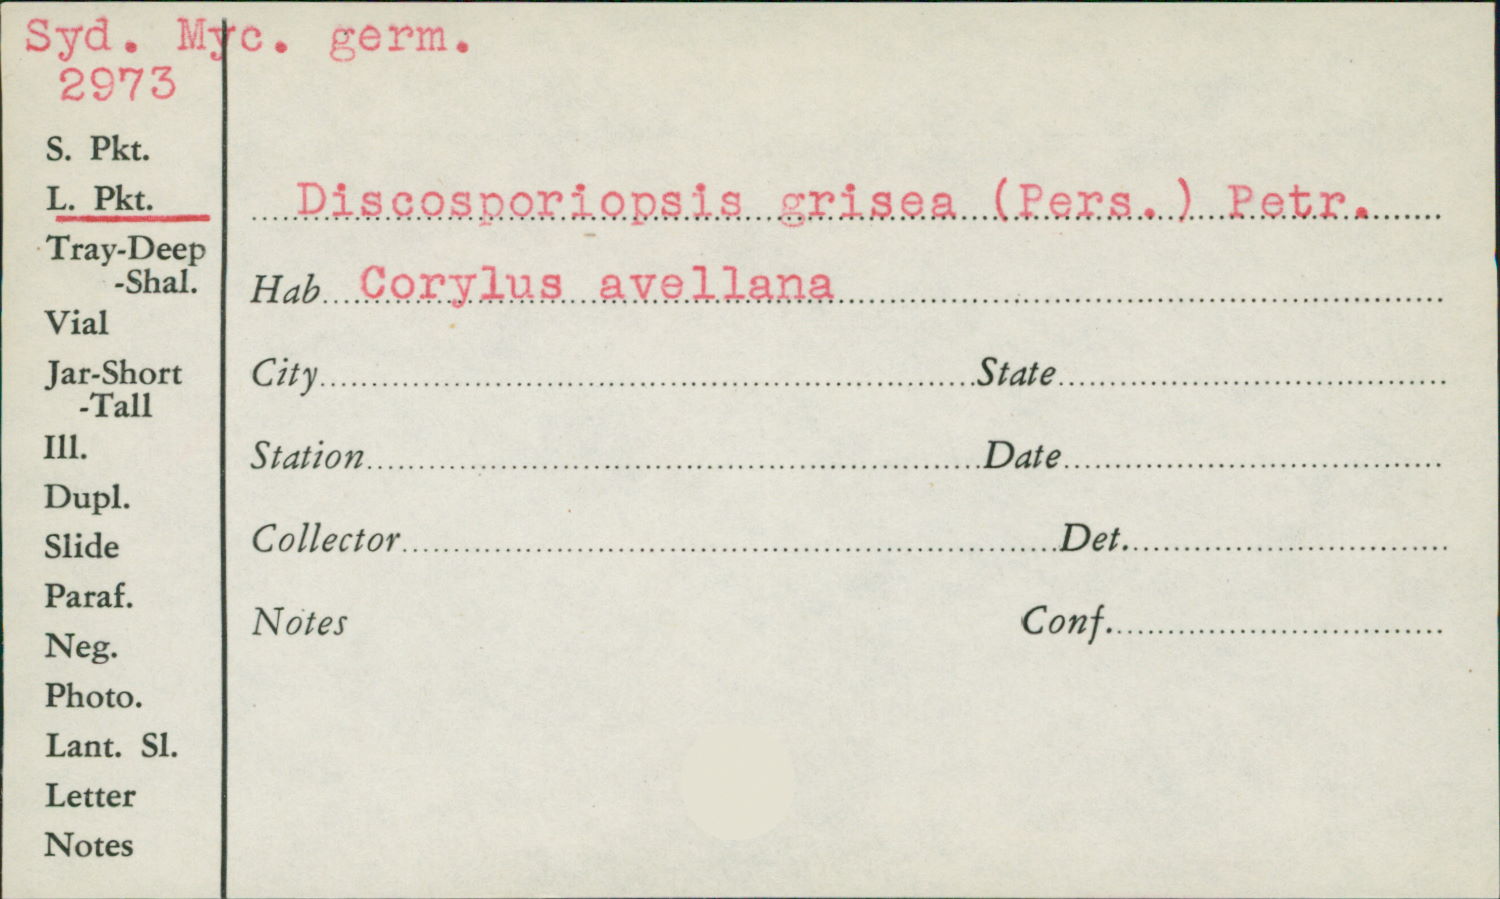 Syd. Myc. germ.
2973
S. Pkt.
L. Pkt.
Tray-Deep
-Shal.
Vial
Jar-Short
-Tall
Ill.
Dupl.
Slide
Paraf.
Neg.
Photo.
Lant. Sl.
Letter
Notes
Discosporiopsis grisea (Pers.) Petr.
Hab. Corylus avellana
City State
Station Date
Collector Det.
Notes Conf.